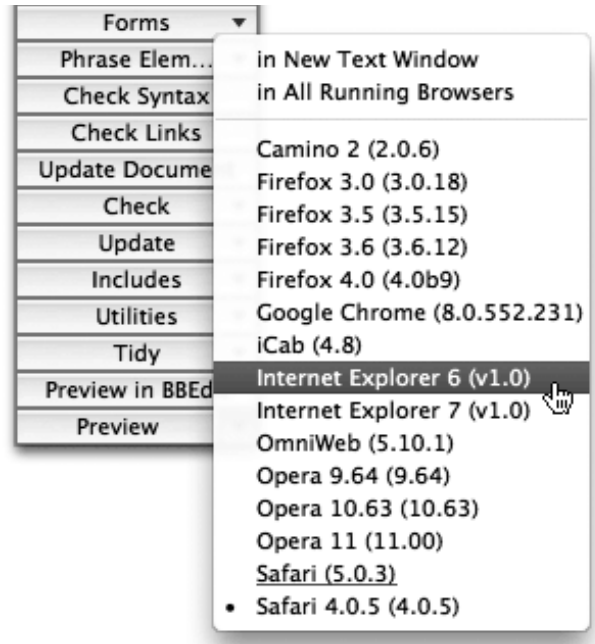 Forms
Phrase Elem...
Check Syntax
Check Links
Update Docume
Check
Update
Includes
Utilities
Tidy
Preview in BBEd
Preview
in New Text Window
in All Running Browsers
Camino 2 (2.0.6)
Firefox 3.0 (3.0.18)
Firefox 3.5 (3.5.15)
Firefox 3.6 (3.6.12)
Firefox 4.0 (4.0b9)
Google Chrome (8.0.552.231)
iCab (4.8)
Internet Explorer 6 (v1.0)
Internet Explorer 7 (v1.0)
OmniWeb (5.10.1)
Opera 9.64 (9.64)
Opera 10.63 (10.63)
Opera 11 (11.00)
Safari (5.0.3)
• Safari 4.0.5 (4.0.5)